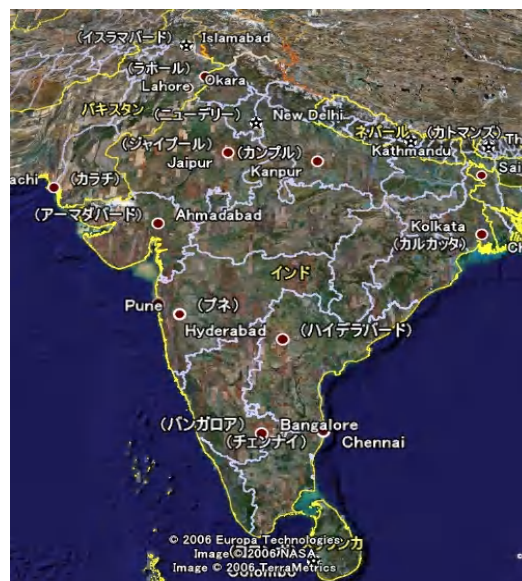 (イスラマバード) Islamabad
(ラホール)
Lahore Okara
パキスタン (ニューデリー) New Delhi
ネパール (カトマンズ) Th
(ジャイプール) (カンプル) Kathmandu
Jaipur Kanpur Sai
achi (カラチ)
(アーマダバード) Ahmadabad Kolkata
(カルカッタ) Ch
インド
Pune (プネ)
Hyderabad (ハイデラバード)
(バンガロア) Bangalore
(チェンナイ) Chennai
© 2006 Europa Technologies
Image © 2006 NASA
Image © 2006 TerraMetrics
Colombo